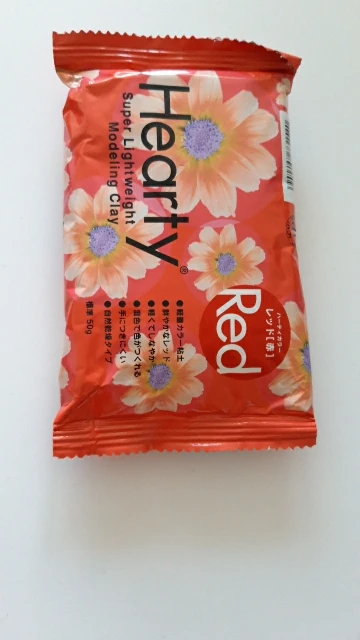 Hearty®
Super Lightweight
Modeling Clay
ハーティカラー
レッド[赤]
Red
●軽量カラー粘土
●鮮やかなレッド
●軽くてしなやか
●混色で色がつくれる
●手につきにくい
●自然乾燥タイプ
標準 50g